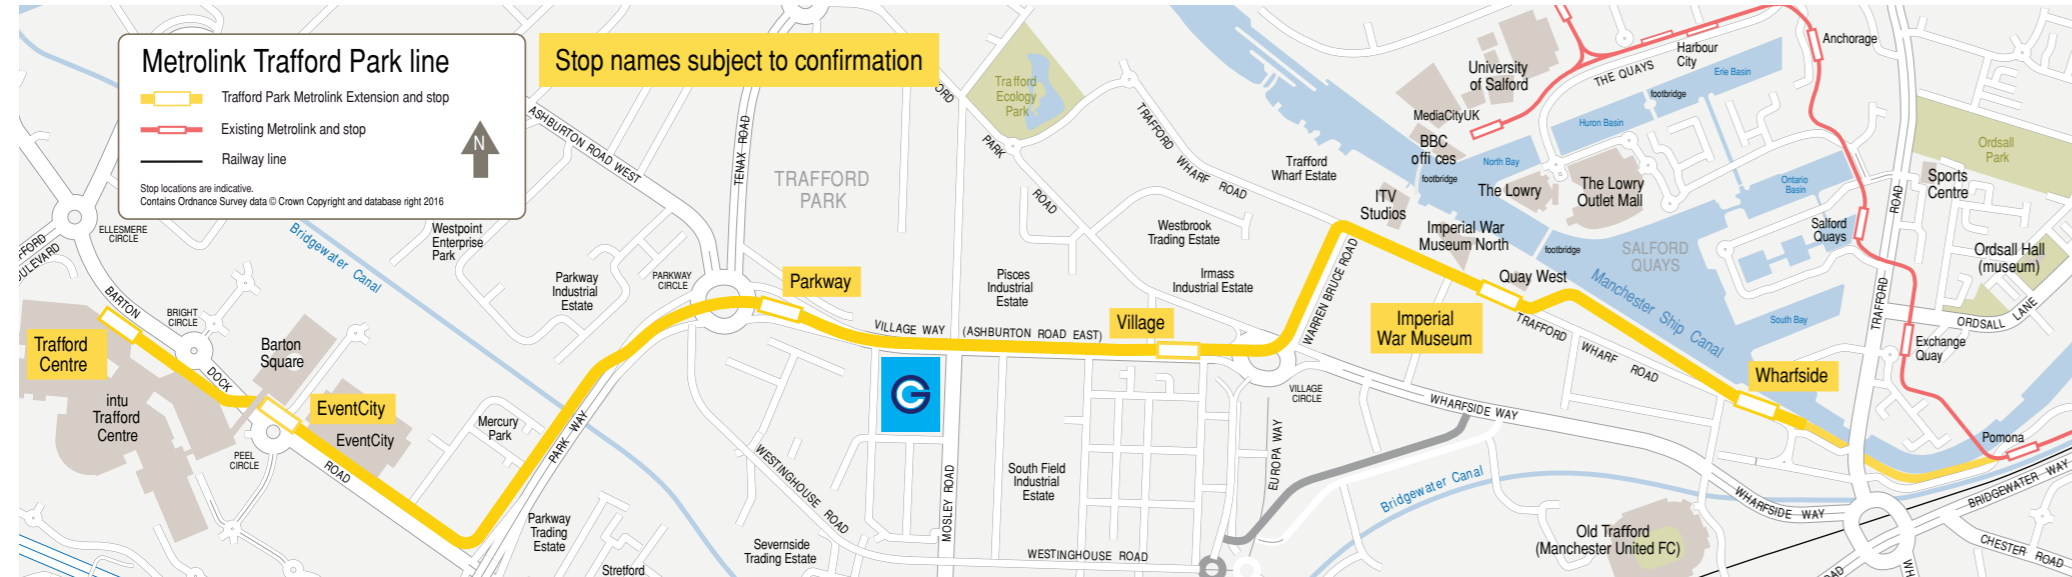 Metrolink Trafford Park line
Trafford Park Metrolink Extension and stop
Existing Metrolink and stop
Railway line
Stop locations are indicative.
Contains Ordnance Survey data © Crown Copyright and database right 2016
N
Stop names subject to confirmation
ASHBURTON ROAD WEST
TENAX ROAD
TRAFFORD
PARK
Trafford
Ecology
Park
ORD
PARK
ROAD
TRAFFORD WHARF ROAD
Trafford
Wharf Estate
University
of Salford
MediaCityUK
BBC
offi ces
footbridge
ITV
Studios
Imperial War
Museum North
footbridge
Quay West
North Bay
The Lowry
The Lowry
Outlet Mall
THE QUAYS
Harbour
City
footbridge
Erie Basin
Huron Basin
Ontario
Basin
Anchorage
Ordsall
Park
Sports
Centre
Salford
Quays
SALFORD
QUAYS
Ordsall Hall
(museum)
ORDSALL LANE
TRAFFORD ROAD
Exchange
Quay
South Bay
Manchester Ship Canal
Pomona
BRIDGEWATER WAY
CHESTER ROAD
ELLESMERE
CIRCLE
FFORD
OULEVARD
Bridgewater Canal
Westpoint
Enterprise
Park
Parkway
Industrial
Estate
PARKWAY
CIRCLE
Parkway
BARTON
DOCK
ROAD
BRIGHT
CIRCLE
Trafford
Centre
intu
Trafford
Centre
Barton
Square
EventCity
EventCity
PEEL
CIRCLE
Mercury
Park
PARK WAY
Parkway
Trading
Estate
Stretford
Severnside
Trading Estate
WESTINGHOUSE ROAD
WESTINGHOUSE ROAD
VILLAGE WAY (ASHBURTON ROAD EAST)
CG
MOSLEY ROAD
Pisces
Industrial
Estate
Westbrook
Trading Estate
Irmass
Industrial Estate
Village
South Field
Industrial
Estate
WARREN BRUCE ROAD
VILLAGE
CIRCLE
EUROPA WAY
Imperial
War Museum
TRAFFORD WHARF ROAD
Wharfside
WHARFSIDE WAY
WHARFSIDE WAY
Bridgewater Canal
Old Trafford
(Manchester United FC)
OAD
WH